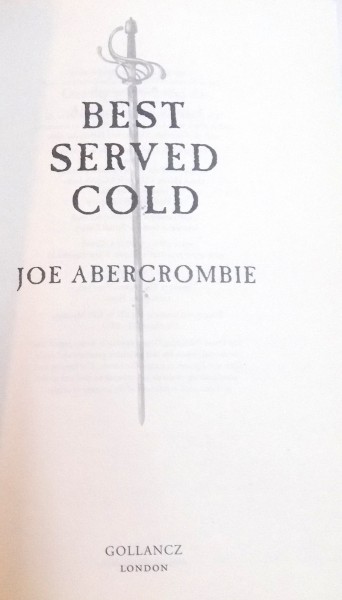 BEST
SERVED
COLD
JOE ABERCROMBIE
GOLLANCZ
LONDON